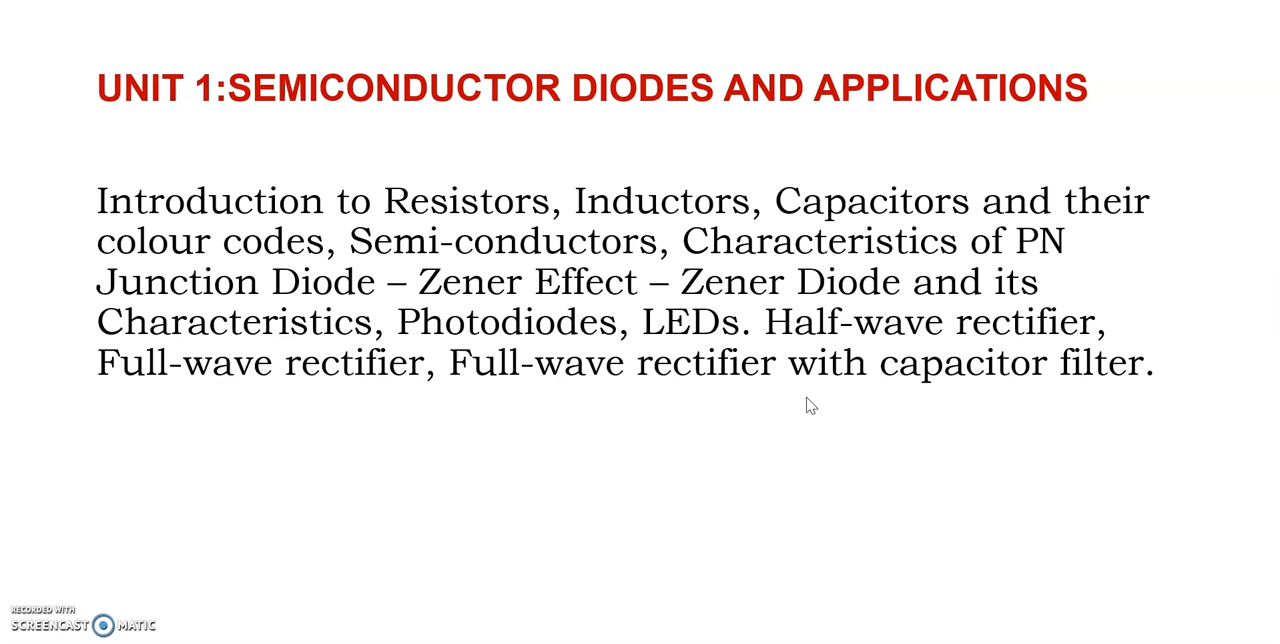 UNIT 1:SEMICONDUCTOR DIODES AND APPLICATIONS
Introduction to Resistors, Inductors, Capacitors and their
colour codes, Semi-conductors, Characteristics of PN
Junction Diode – Zener Effect – Zener Diode and its
Characteristics, Photodiodes, LEDs. Half-wave rectifier,
Full-wave rectifier, Full-wave rectifier with capacitor filter.
RECORDED WITH
SCREENCAST MATIC